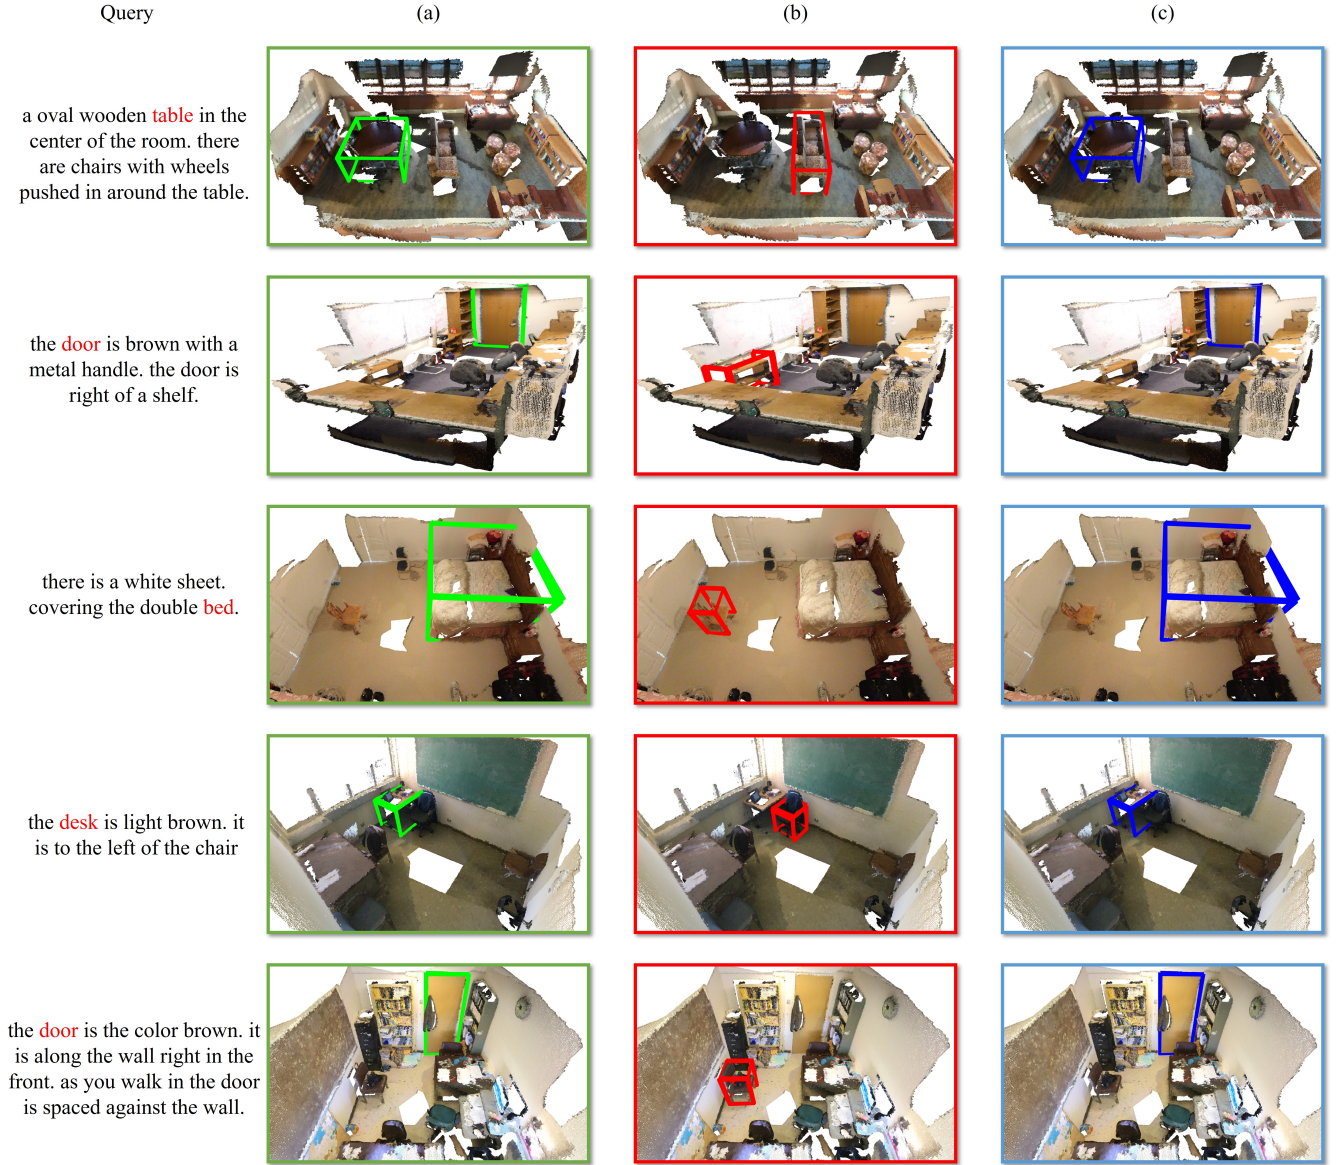 Query (a) (b) (c)
a oval wooden table in the
center of the room. there
are chairs with wheels
pushed in around the table.
the door is brown with a
metal handle. the door is
right of a shelf.
there is a white sheet.
covering the double bed.
the desk is light brown. it
is to the left of the chair
the door is the color brown. it
is along the wall right in the
front. as you walk in the door
is spaced against the wall.